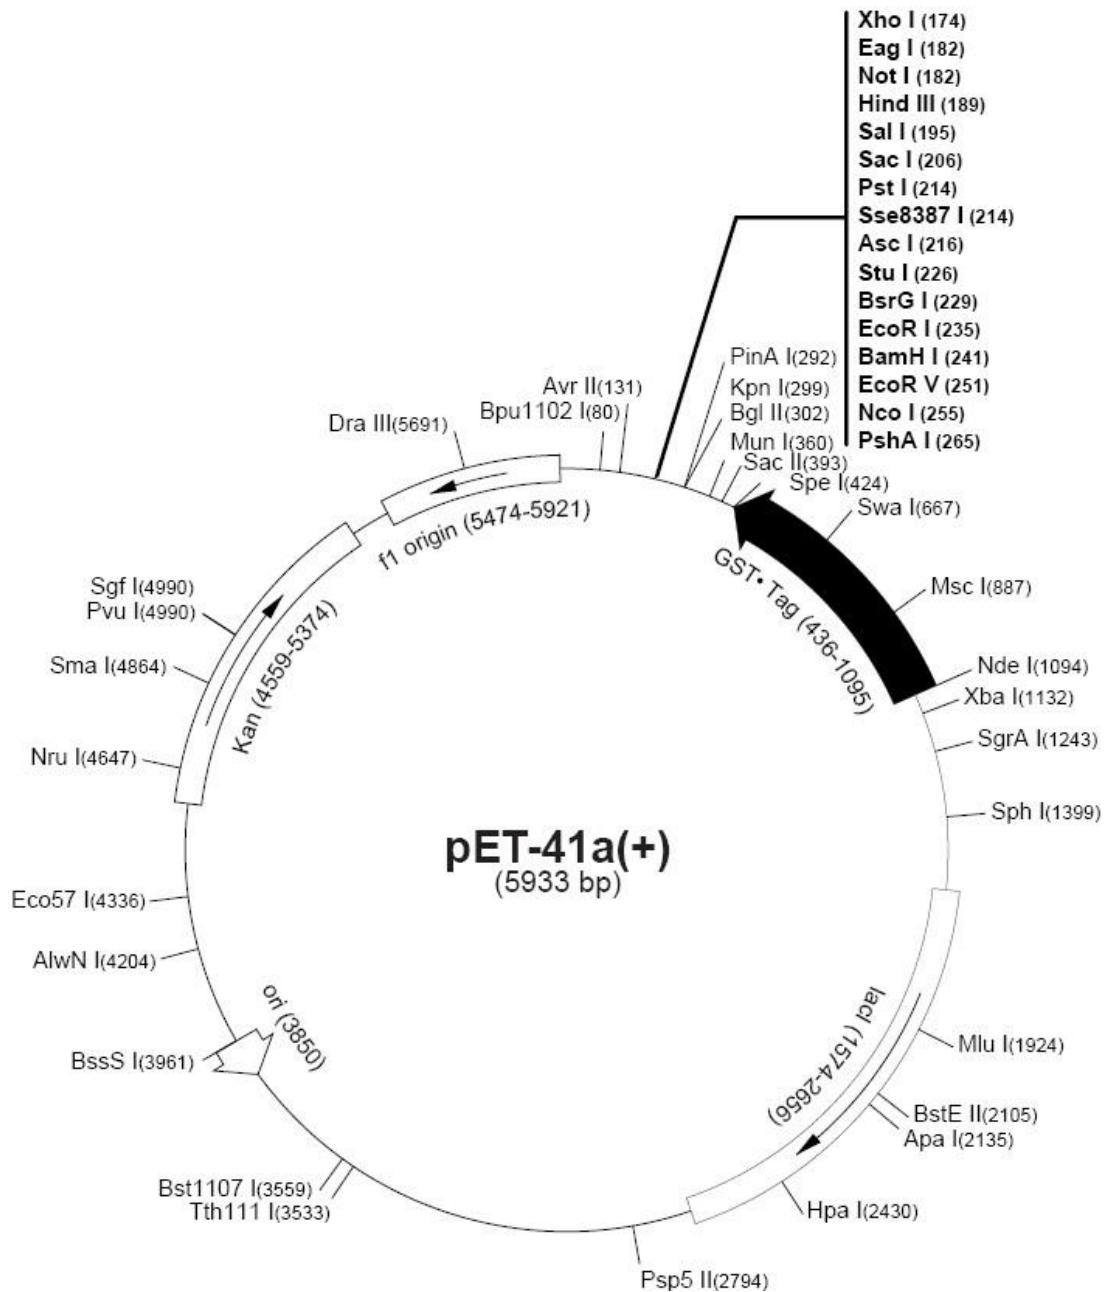 Xho I (174)
Eag I (182)
Not I (182)
Hind III (189)
Sal I (195)
Sac I (206)
Pst I (214)
Sse8387 I (214)
Asc I (216)
Stu I (226)
BsrG I (229)
EcoR I (235)
BamH I (241)
EcoR V (251)
Nco I (255)
PshA I (265)
PinA I(292)
Kpn I(299)
Bgl II(302)
Mun I(360)
Sac II(393)
Spe I(424)
Swa I(667)
Msc I(887)
Nde I(1094)
Xba I(1132)
SgrA I(1243)
Sph I(1399)
Mlu I(1924)
BstE II(2105)
Apa I(2135)
Hpa I(2430)
Psp5 II(2794)
Tth111 I(3533)
Bst1107 I(3559)
BssS I(3961)
AlwN I(4204)
Eco57 I(4336)
Nru I(4647)
Sma I(4864)
Pvu I(4990)
Sgf I(4990)
Dra III(5691)
Bpu1102 I(80)
Avr II(131)
f1 origin (5474-5921)
GST• Tag (436-1095)
Kan (4559-5374)
lacI (1574-2656)
ori (3850)
pET-41a(+)
(5933 bp)